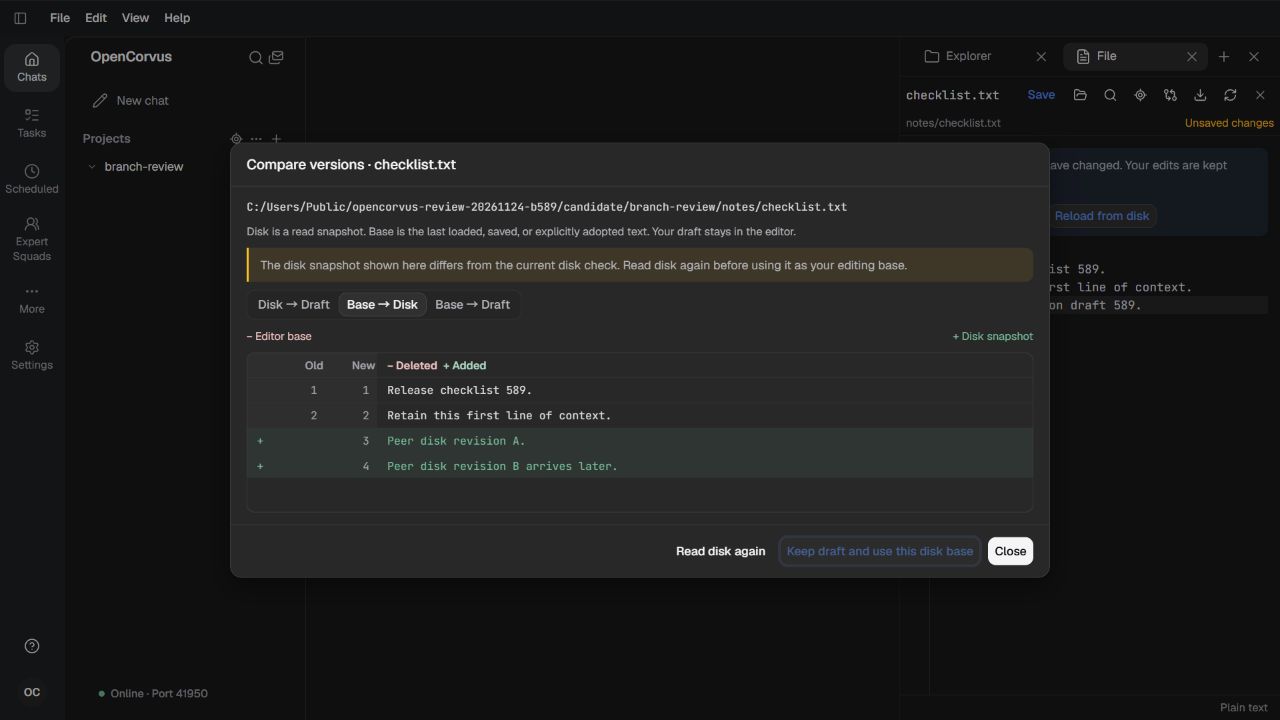 File Edit View Help
OpenCorvus
Chats
New chat
Tasks
Projects
branch-review
Scheduled
Expert
Squads
More
Settings
OC
Online · Port 41950
Explorer
File
checklist.txt Save
notes/checklist.txt Unsaved changes
ave changed. Your edits are kept
Reload from disk
ist 589.
rst line of context.
on draft 589.
Plain text
Compare versions · checklist.txt
C:/Users/Public/opencorvus-review-20261124-b589/candidate/branch-review/notes/checklist.txt
Disk is a read snapshot. Base is the last loaded, saved, or explicitly adopted text. Your draft stays in the editor.
The disk snapshot shown here differs from the current disk check. Read disk again before using it as your editing base.
Disk → Draft Base → Disk Base → Draft
− Editor base + Disk snapshot
Old New − Deleted + Added
1 1 Release checklist 589.
2 2 Retain this first line of context.
+ 3 Peer disk revision A.
+ 4 Peer disk revision B arrives later.
Read disk again Keep draft and use this disk base Close